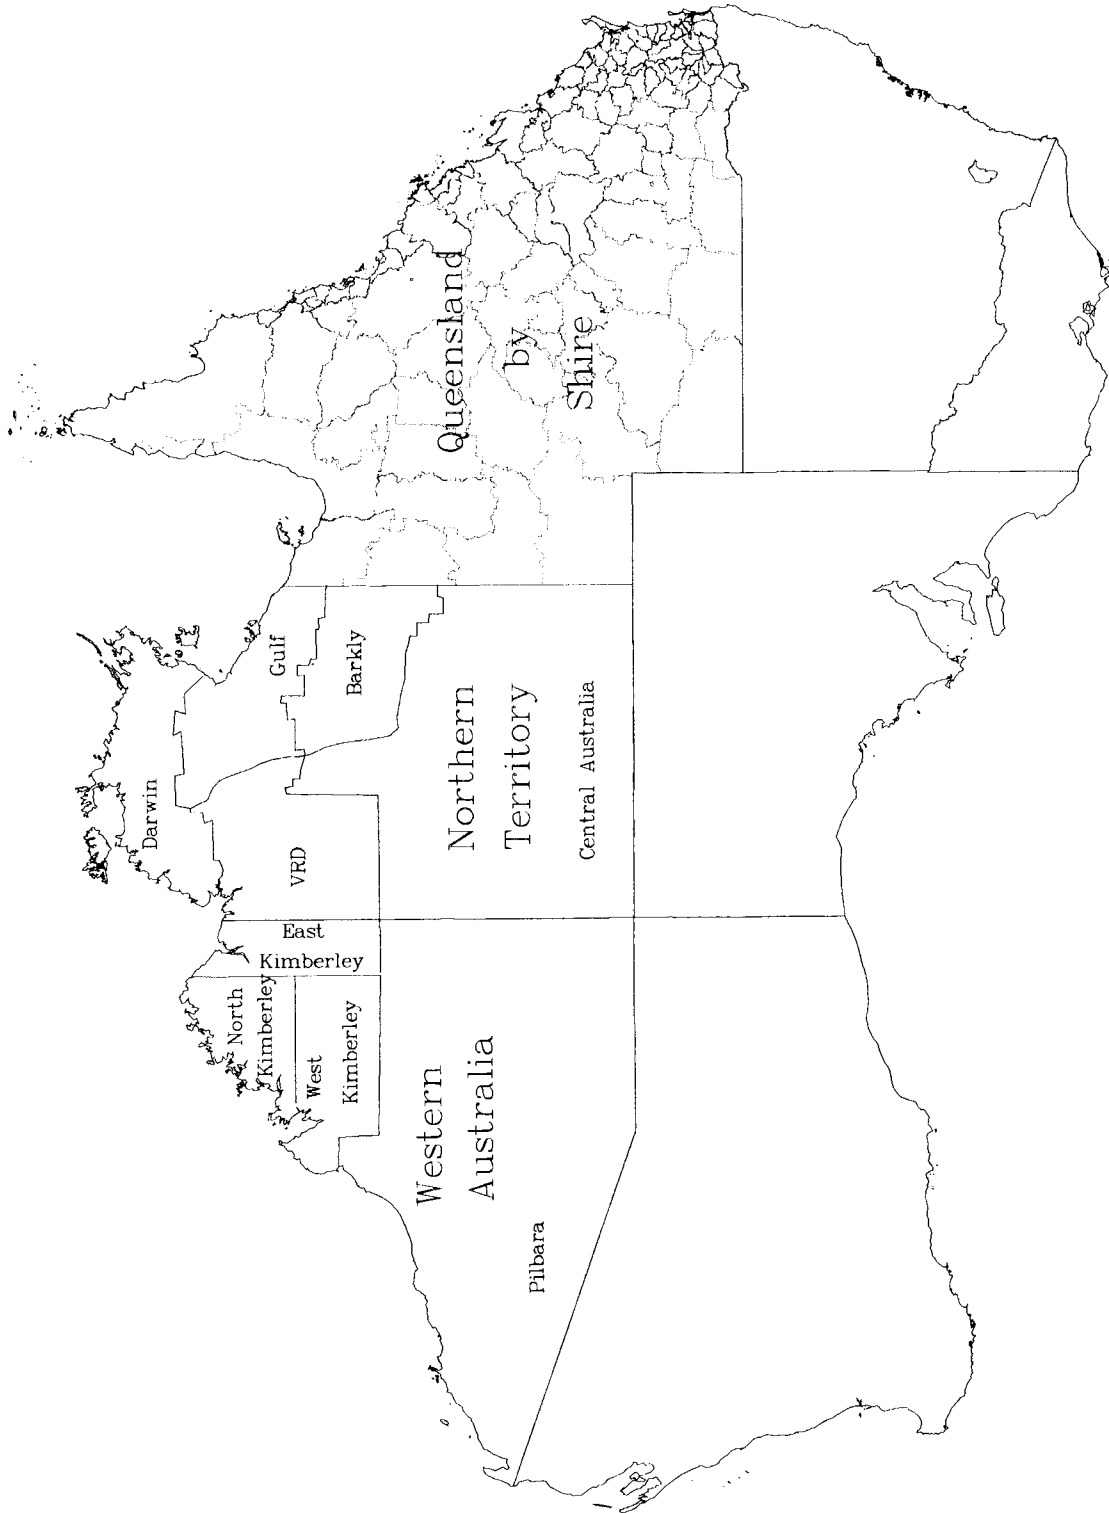 Darwin
Gulf
Barkly
VRD
East
Kimberley
North
Kimberley
West
Kimberley
Northern
Territory
Central Australia
Western
Australia
Pilbara
Queensland
by
Shire